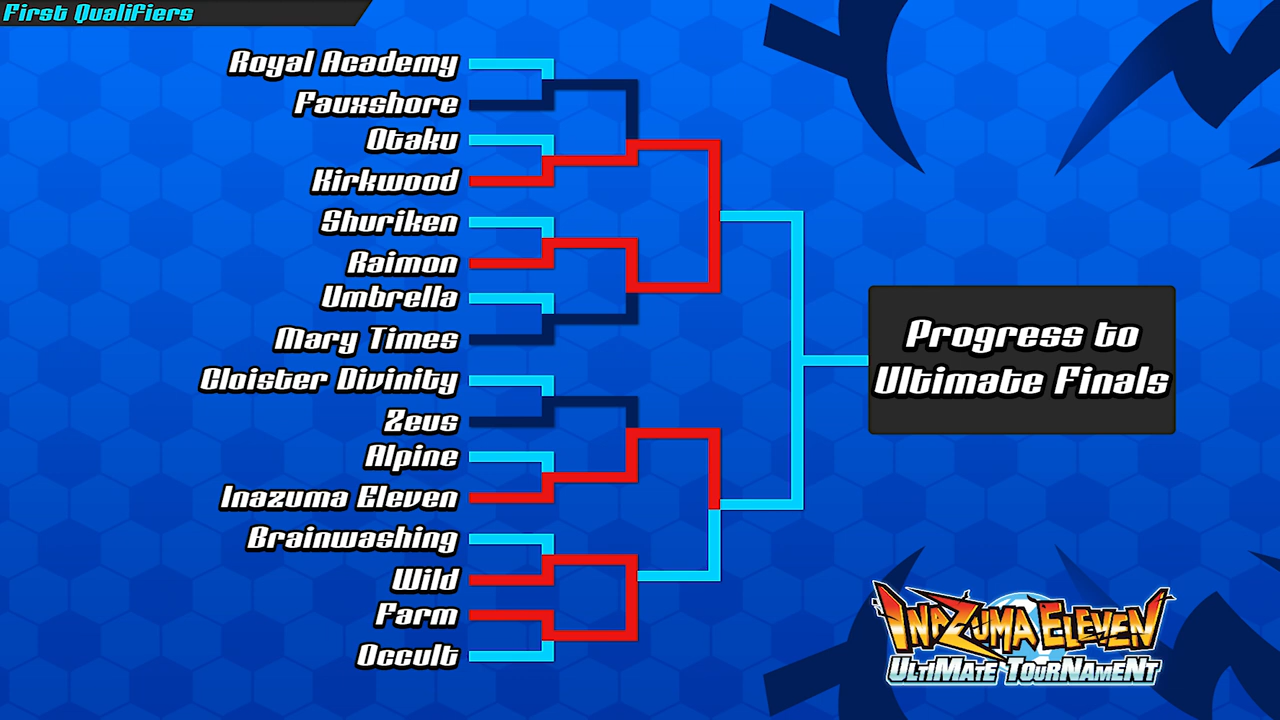 First Qualifiers
Royal Academy
Fauxshore
Otaku
Kirkwood
Shuriken
Raimon
Umbrella
Mary Times
Cloister Divinity
Zeus
Alpine
Inazuma Eleven
Brainwashing
Wild
Farm
Occult
Progress to
Ultimate Finals
INAZUMA ELEVEN
ULTIMATE TOURNAMENT